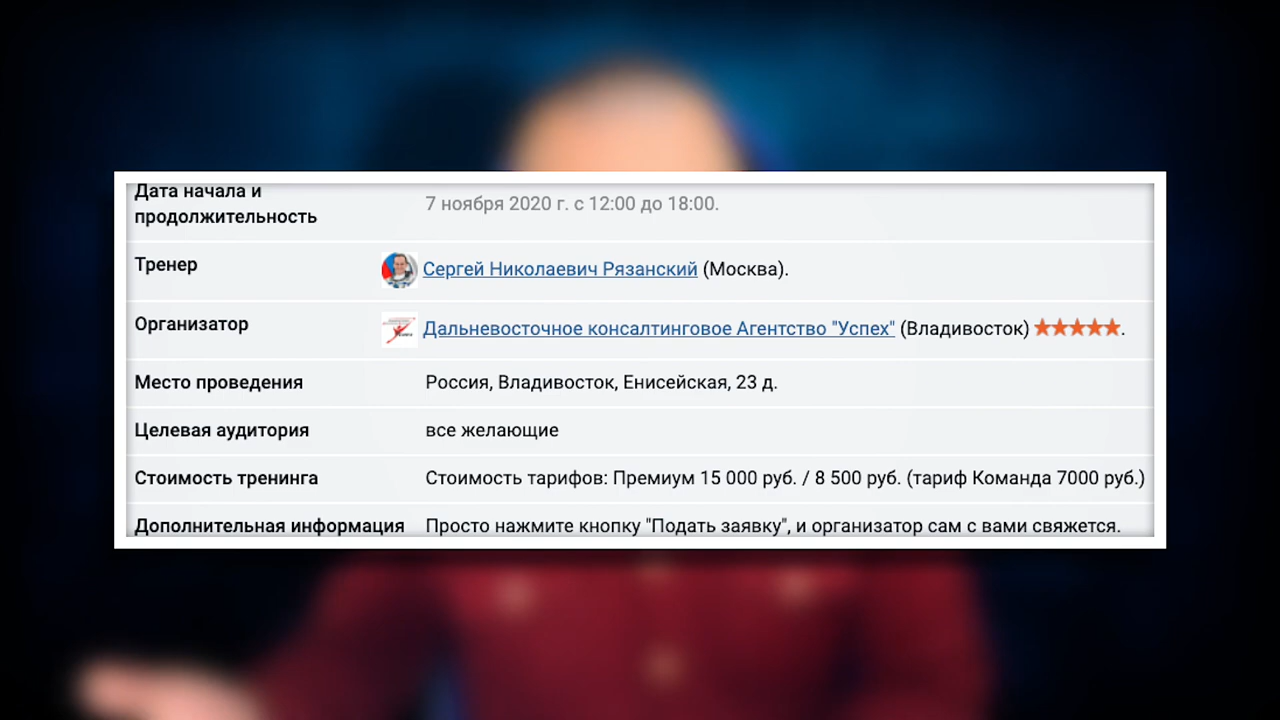 Дата начала и
продолжительность
7 ноября 2020 г. с 12:00 до 18:00.
Тренер
Сергей Николаевич Рязанский (Москва).
Организатор
Дальневосточное консалтинговое Агентство "Успех" (Владивосток) ★★★★★.
Место проведения
Россия, Владивосток, Енисейская, 23 д.
Целевая аудитория
все желающие
Стоимость тренинга
Стоимость тарифов: Премиум 15 000 руб. / 8 500 руб. (тариф Команда 7000 руб.)
Дополнительная информация
Просто нажмите кнопку "Подать заявку", и организатор сам с вами свяжется.